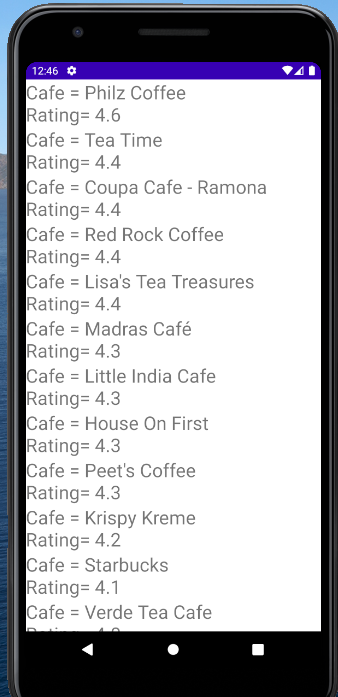 12:46
Cafe = Philz Coffee
Rating= 4.6
Cafe = Tea Time
Rating= 4.4
Cafe = Coupa Cafe - Ramona
Rating= 4.4
Cafe = Red Rock Coffee
Rating= 4.4
Cafe = Lisa's Tea Treasures
Rating= 4.4
Cafe = Madras Café
Rating= 4.3
Cafe = Little India Cafe
Rating= 4.3
Cafe = House On First
Rating= 4.3
Cafe = Peet's Coffee
Rating= 4.3
Cafe = Krispy Kreme
Rating= 4.2
Cafe = Starbucks
Rating= 4.1
Cafe = Verde Tea Cafe